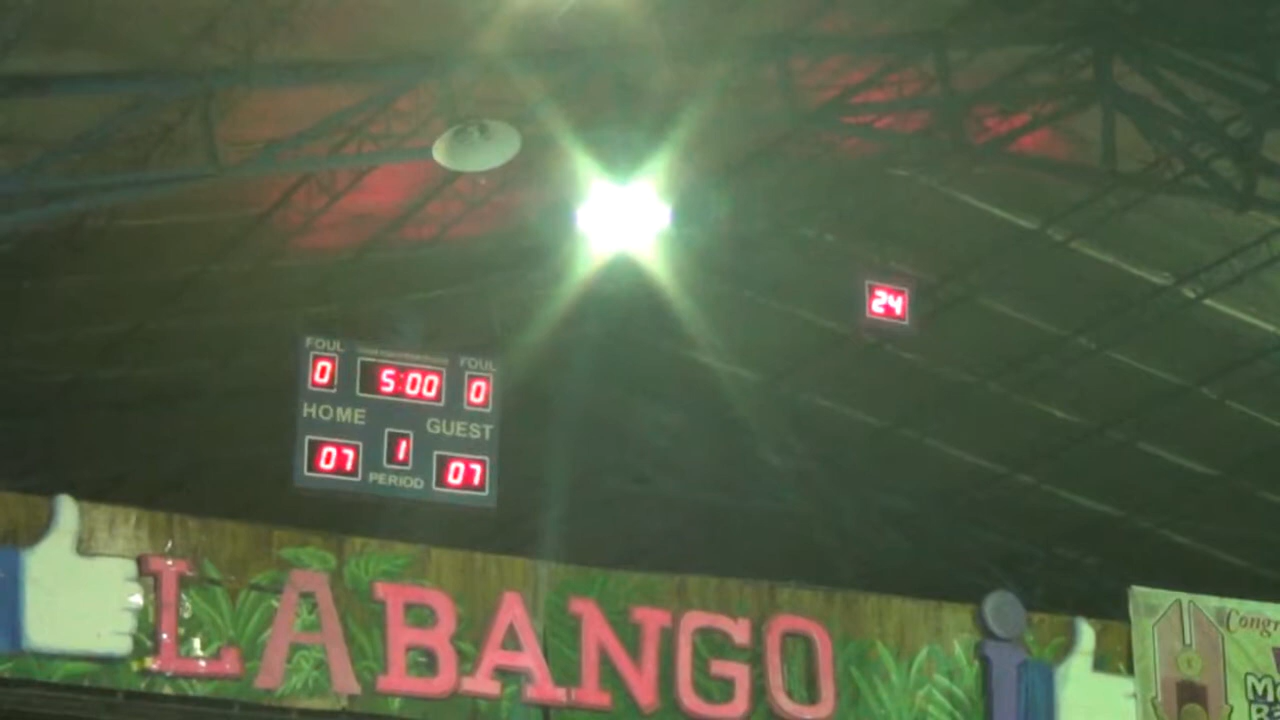 24
FOUL
FOUL
0 5:00 0
HOME
GUEST
07 1 07
PERIOD
LABANGO